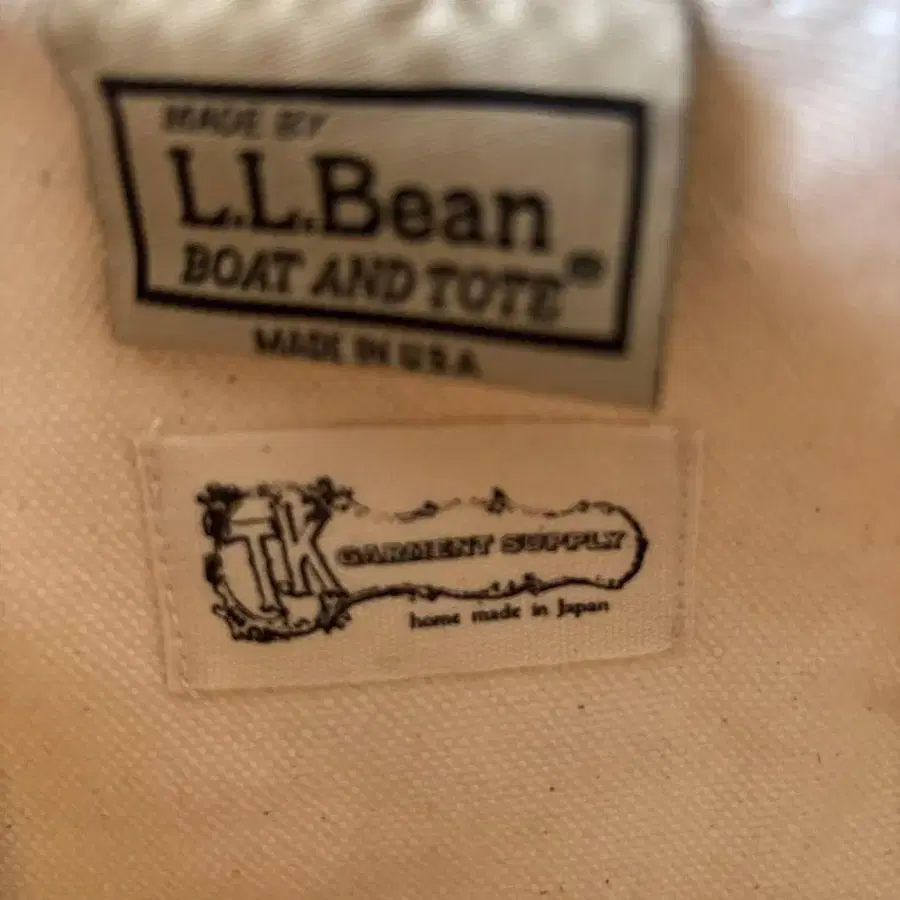 MADE BY
L.L.Bean
BOAT AND TOTE®
MADE IN U.S.A.
TK
GARMENT SUPPLY
home made in Japan